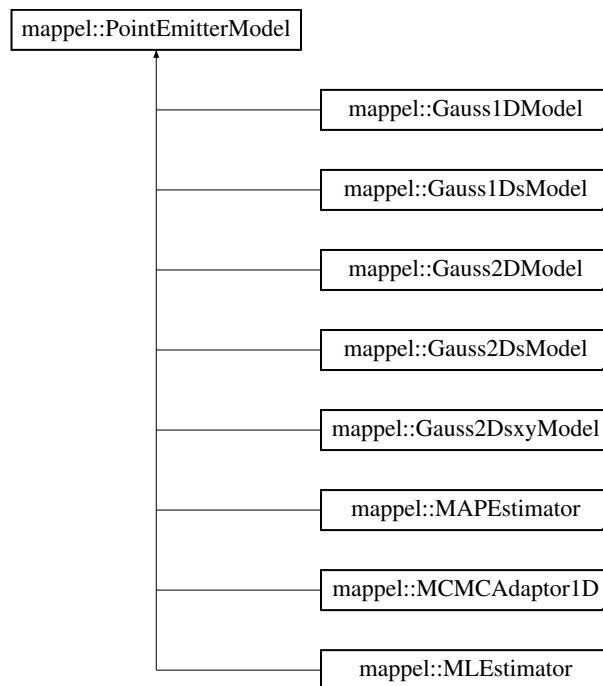 mappel::PointEmitterModel
mappel::Gauss1DModel
mappel::Gauss1DsModel
mappel::Gauss2DModel
mappel::Gauss2DsModel
mappel::Gauss2DsxyModel
mappel::MAPEstimator
mappel::MCMCAdaptor1D
mappel::MLEstimator